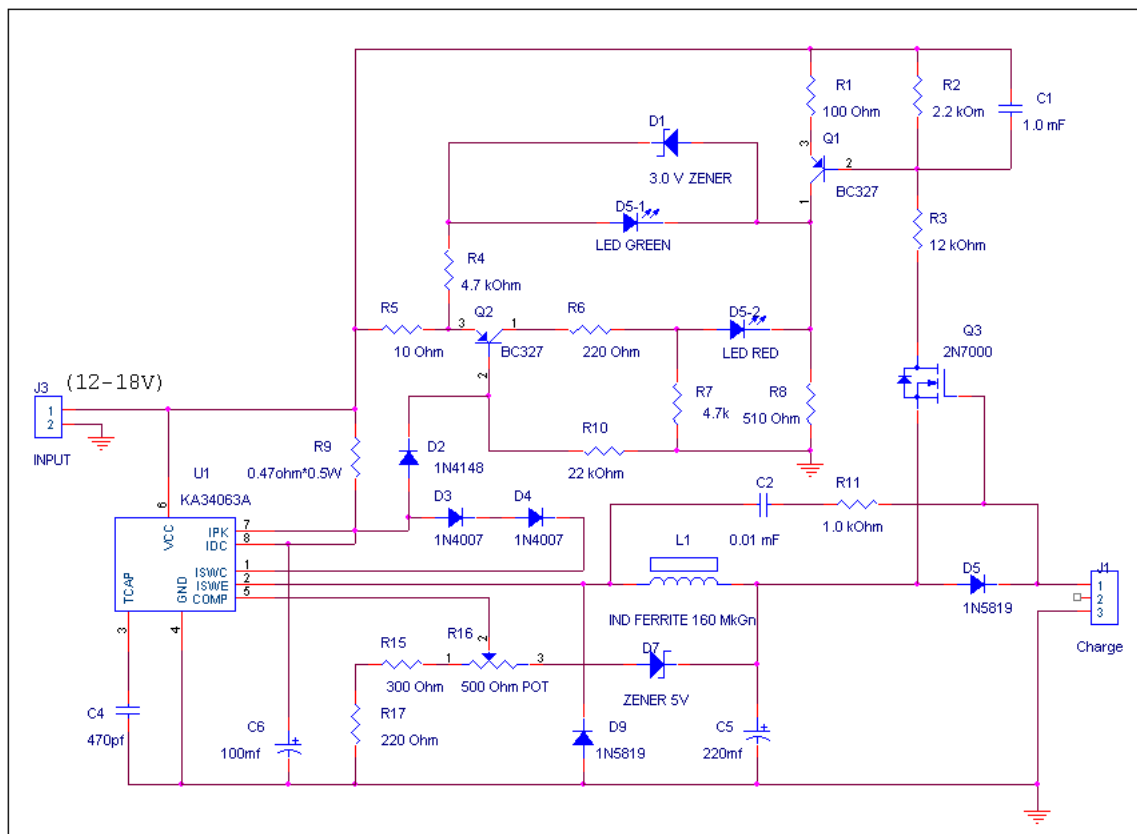 R1
100 Ohm
R2
2.2 kOm
C1
1.0 mF
D1
3.0 V ZENER
3
Q1
2
BC327
1
D5-1
LED GREEN
R3
12 kOhm
R4
4.7 kOhm
R5
10 Ohm
Q2
3
1
2
BC327
R6
220 Ohm
D5-2
LED RED
Q3
2N7000
(12-18V)
J3
1
2
INPUT
R7
4.7k
R8
510 Ohm
R9
0.47ohm*0.5W
D2
1N4148
R10
22 kOhm
U1
KA34063A
6
VCC
IPK
7
IDC
8
ISWC
1
ISWE
2
COMP
5
TCAP
GND
3
4
D3
1N4007
D4
1N4007
C2
0.01 mF
R11
1.0 kOhm
L1
IND FERRITE 160 MkGn
D5
1N5819
J1
1
2
3
Charge
R15
300 Ohm
R16
1
2
3
500 Ohm POT
D7
ZENER 5V
C4
470pf
C6
100mf
R17
220 Ohm
D9
1N5819
C5
220mf